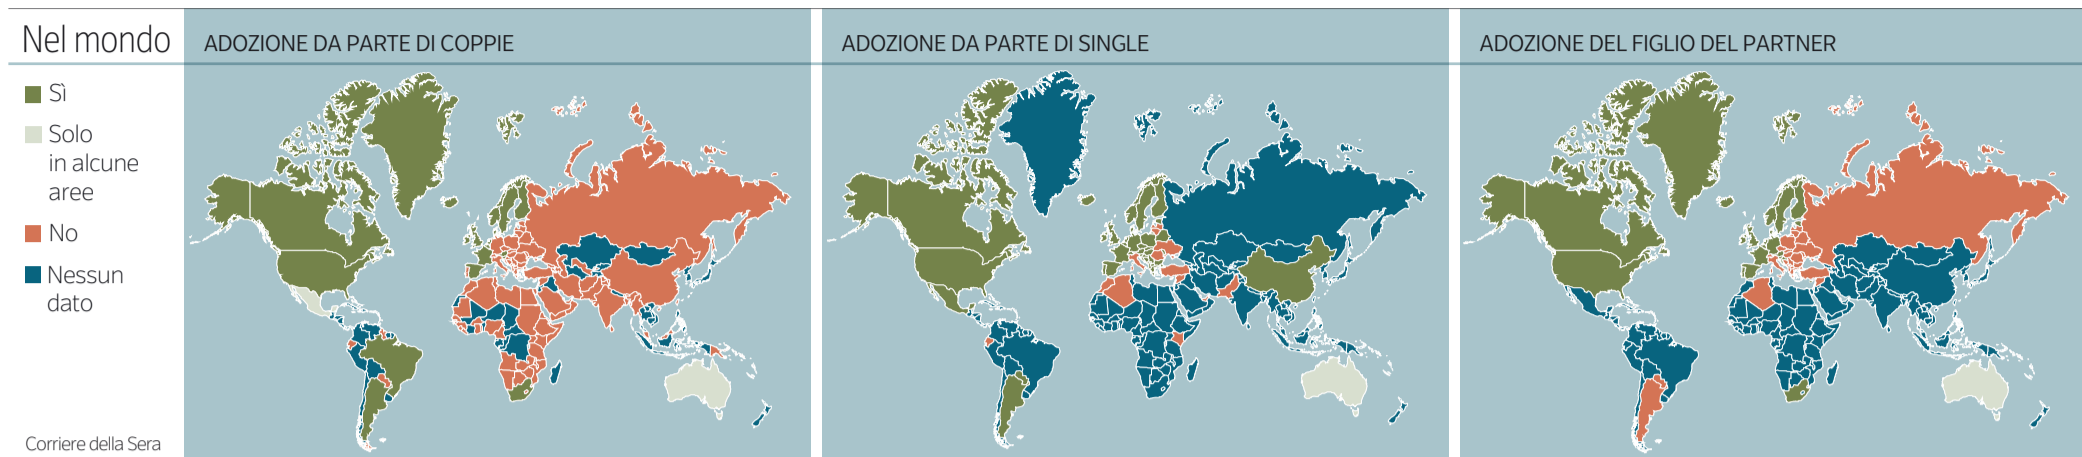 Nel mondo
Sì
Solo
in alcune
aree
No
Nessun
dato
Corriere della Sera
ADOZIONE DA PARTE DI COPPIE
ADOZIONE DA PARTE DI SINGLE
ADOZIONE DEL FIGLIO DEL PARTNER